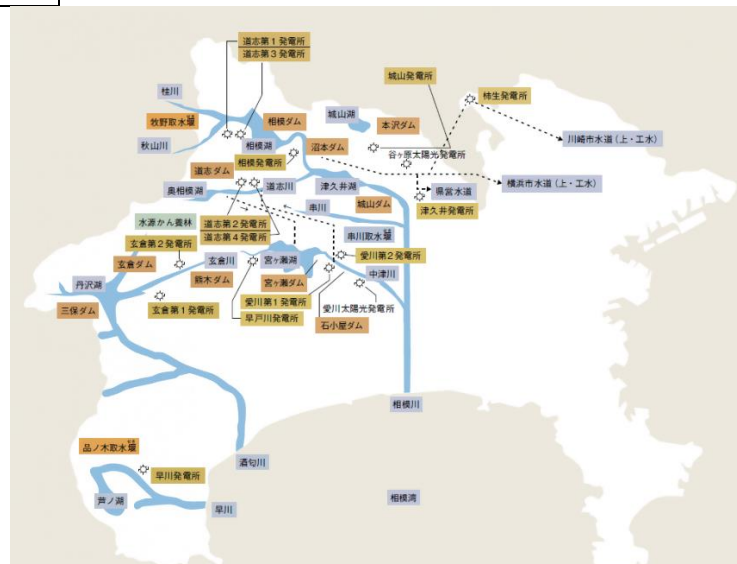 道志第1発電所
道志第3発電所
城山発電所
柿生発電所
桂川
牧野取水堰
相模ダム
城山湖
本沢ダム
川崎市水道（上・工水）
秋山川
相模湖
沼本ダム
谷ヶ原太陽光発電所
相模発電所
道志ダム
道志川
津久井湖
県営水道
横浜市水道（上・工水）
奥相模湖
城山ダム
津久井発電所
串川
水源かん養林
道志第2発電所
道志第4発電所
串川取水堰
玄倉第2発電所
玄倉川
宮ヶ瀬湖
愛川第2発電所
玄倉ダム
中津川
丹沢湖
熊木ダム
宮ヶ瀬ダム
三保ダム
玄倉第1発電所
愛川第1発電所
愛川太陽光発電所
早戸川発電所
石小屋ダム
相模川
品ノ木取水堰
酒匂川
早川発電所
芦ノ湖
早川
相模湾